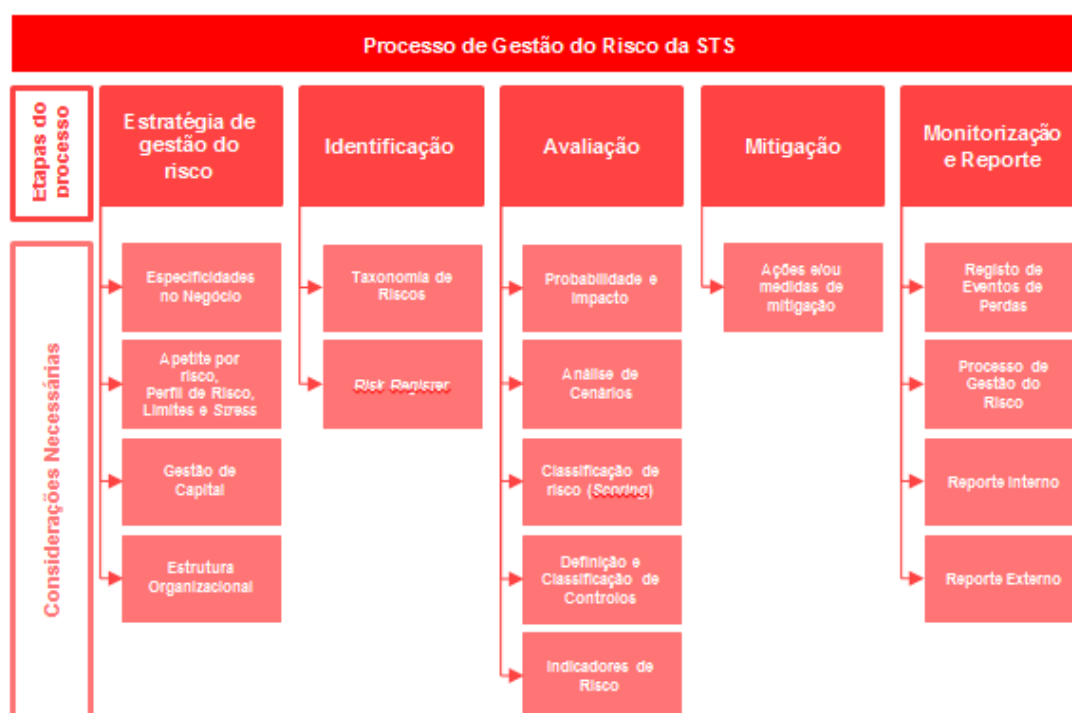 Processo de Gestão do Risco da STS
Etapas do
processo
Estratégia de
gestão do
risco
Identificação
Avaliação
Mitigação
Monitorização
e Reporte
Considerações Necessárias
Especificidades
no Negócio
Apetite por
risco,
Perfil de Risco,
Limites e Stress
Gestão de
Capital
Estrutura
Organizacional
Taxonomia de
Riscos
Risk Register
Probabilidade e
Impacto
Análise de
Cenários
Classificação de
risco (Scoring)
Definição e
Classificação de
Controlos
Indicadores de
Risco
Ações e/ou
medidas de
mitigação
Registo de
Eventos de
Perdas
Processo de
Gestão do
Risco
Reporte Interno
Reporte Externo